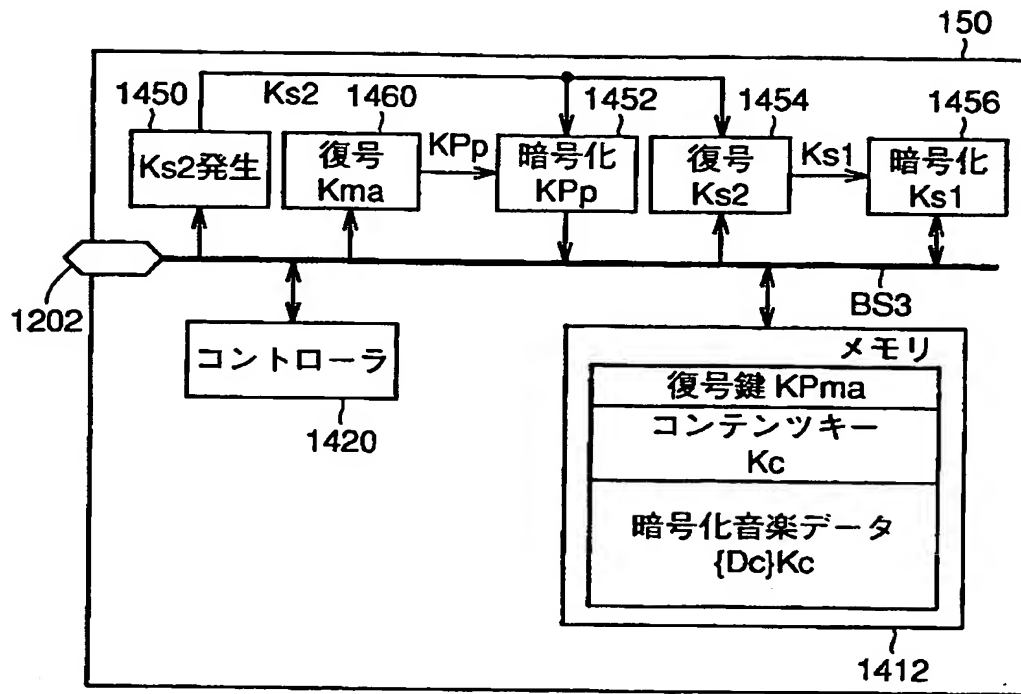 150
1450
Ks2
1460
1452
1454
1456
Ks2発生
復号
Kma
KPp
暗号化
KPp
復号
Ks2
Ks1
暗号化
Ks1
1202
BS3
コントローラ
1420
メモリ
復号鍵 KPma
コンテンツキー
Kc
暗号化音楽データ
{Dc}Kc
1412